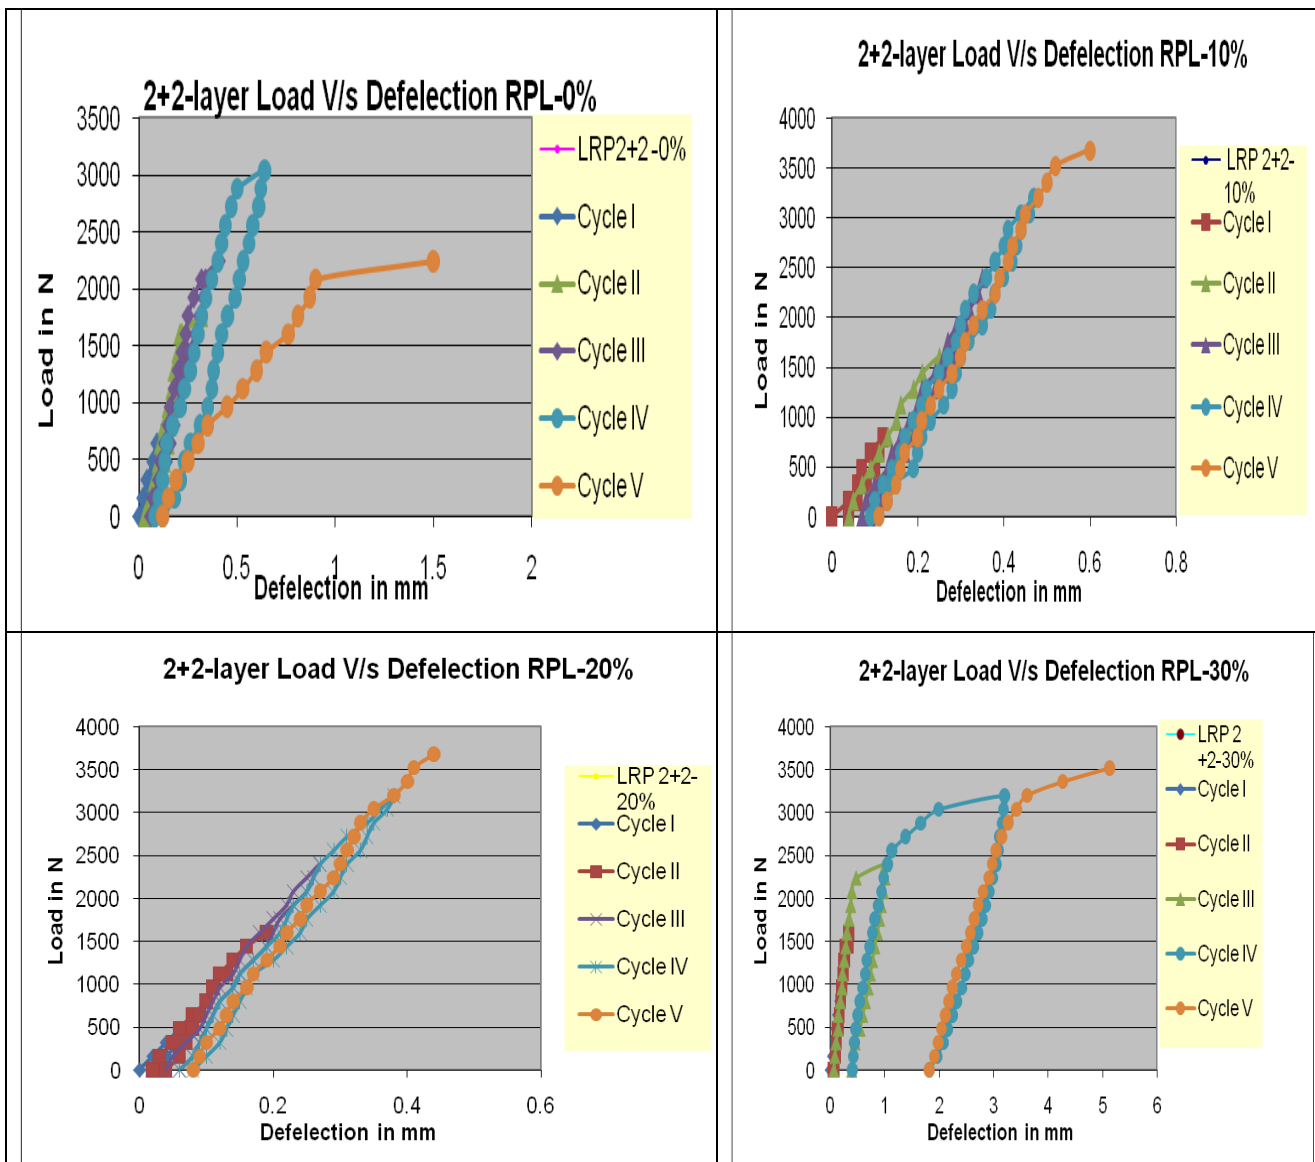 2+2-layer Load V/s Defelection RPL-0%
3500
3000
2500
2000
1500
1000
500
0
0
0.5
1
1.5
2
Load in N
Defelection in mm
LRP2+2-0%
Cycle I
Cycle II
Cycle III
Cycle IV
Cycle V
2+2-layer Load V/s Defelection RPL-10%
4000
3500
3000
2500
2000
1500
1000
500
0
0
0.2
0.4
0.6
0.8
Load in N
Defelection in mm
LRP 2+2-
10%
Cycle I
Cycle II
Cycle III
Cycle IV
Cycle V
2+2-layer Load V/s Defelection RPL-20%
4000
3500
3000
2500
2000
1500
1000
500
0
0
0.2
0.4
0.6
Load in N
Defelection in mm
LRP 2+2-
20%
Cycle I
Cycle II
Cycle III
Cycle IV
Cycle V
2+2-layer Load V/s Defelection RPL-30%
4000
3500
3000
2500
2000
1500
1000
500
0
0
1
2
3
4
5
6
Load in N
Defelection in mm
LRP 2
+2-30%
Cycle I
Cycle II
Cycle III
Cycle IV
Cycle V